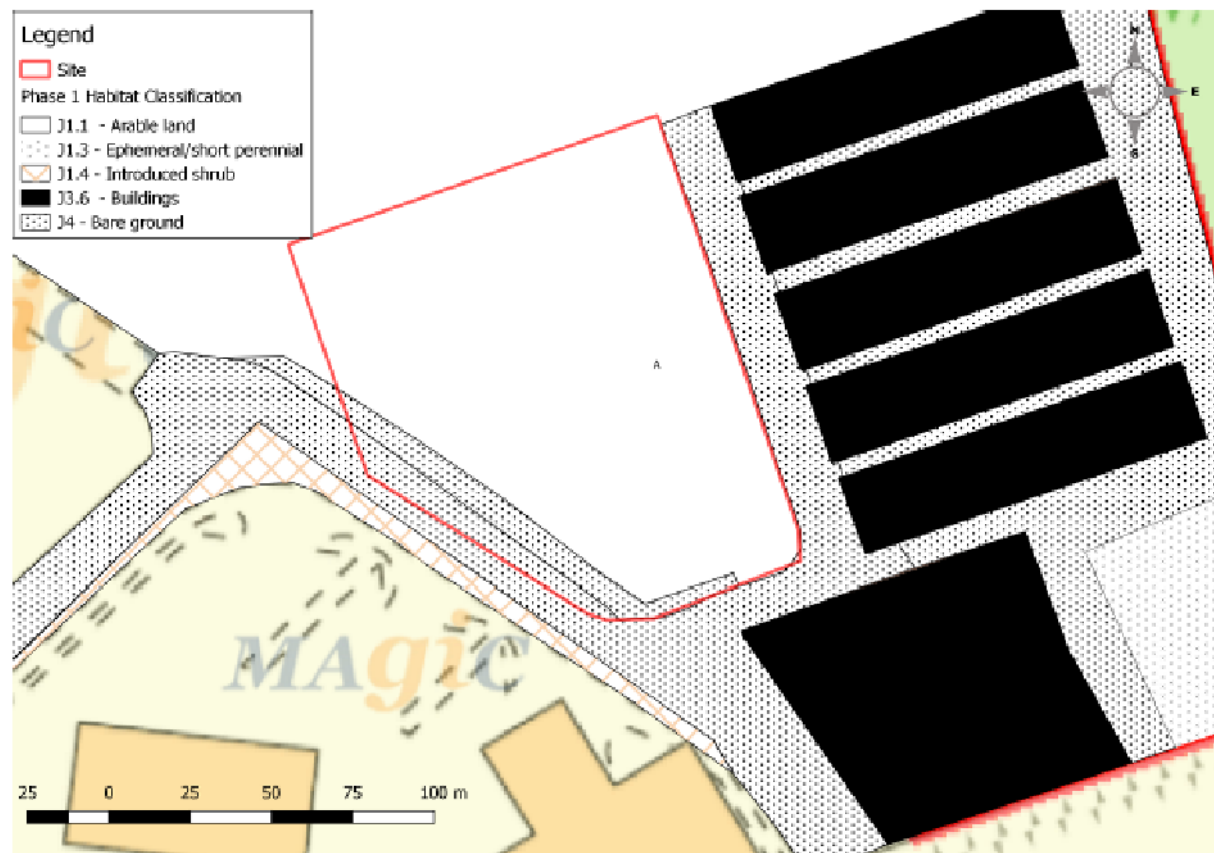 Legend
Site
Phase 1 Habitat Classification
J1.1 - Arable land
J1.3 - Ephemeral/short perennial
J1.4 - Introduced shrub
J3.6 - Buildings
J4 - Bare ground
N
E
S
A
MAgiC
25 0 25 50 75 100 m